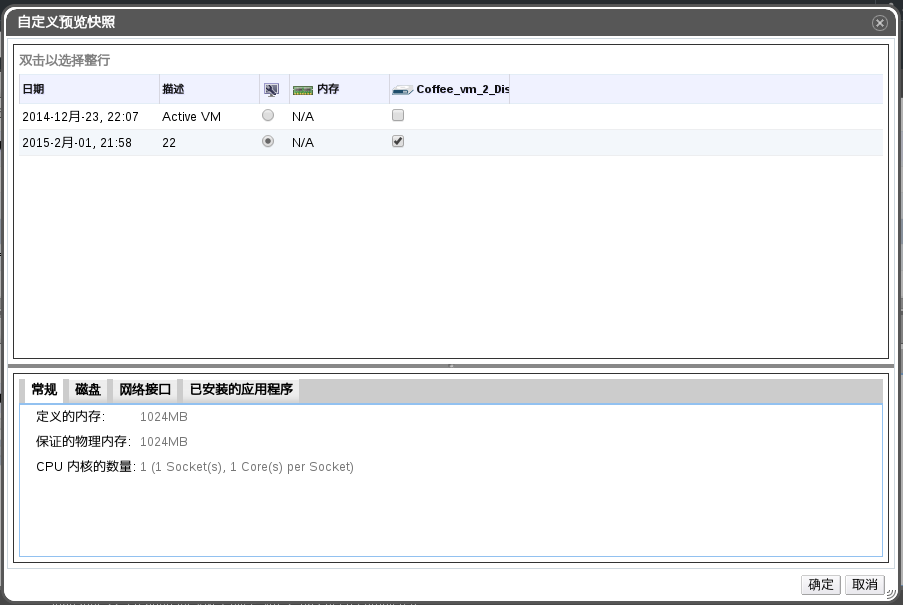 自定义预览快照
双击以选择整行
日期 描述 内存 Coffee_vm_2_Dis
2014-12月-23, 22:07 Active VM N/A
2015-2月-01, 21:58 22 N/A
常规 磁盘 网络接口 已安装的应用程序
定义的内存: 1024MB
保证的物理内存: 1024MB
CPU 内核的数量: 1 (1 Socket(s), 1 Core(s) per Socket)
确定 取消